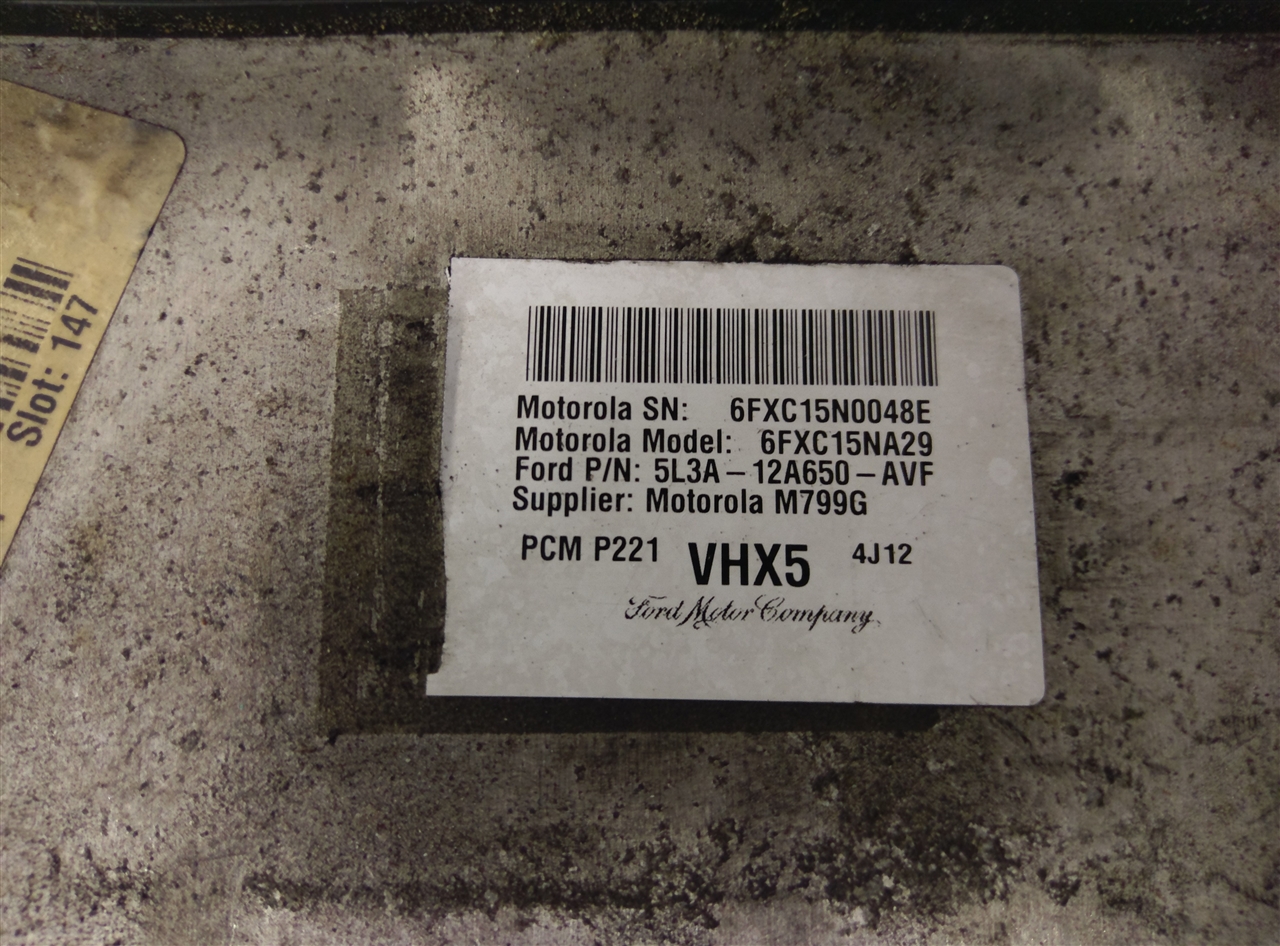 Slot: 147
Motorola SN: 6FXC15N0048E
Motorola Model: 6FXC15NA29
Ford P/N: 5L3A – 12A650 – AVF
Supplier: Motorola M799G
PCM P221 VHX5 4J12
Ford Motor Company